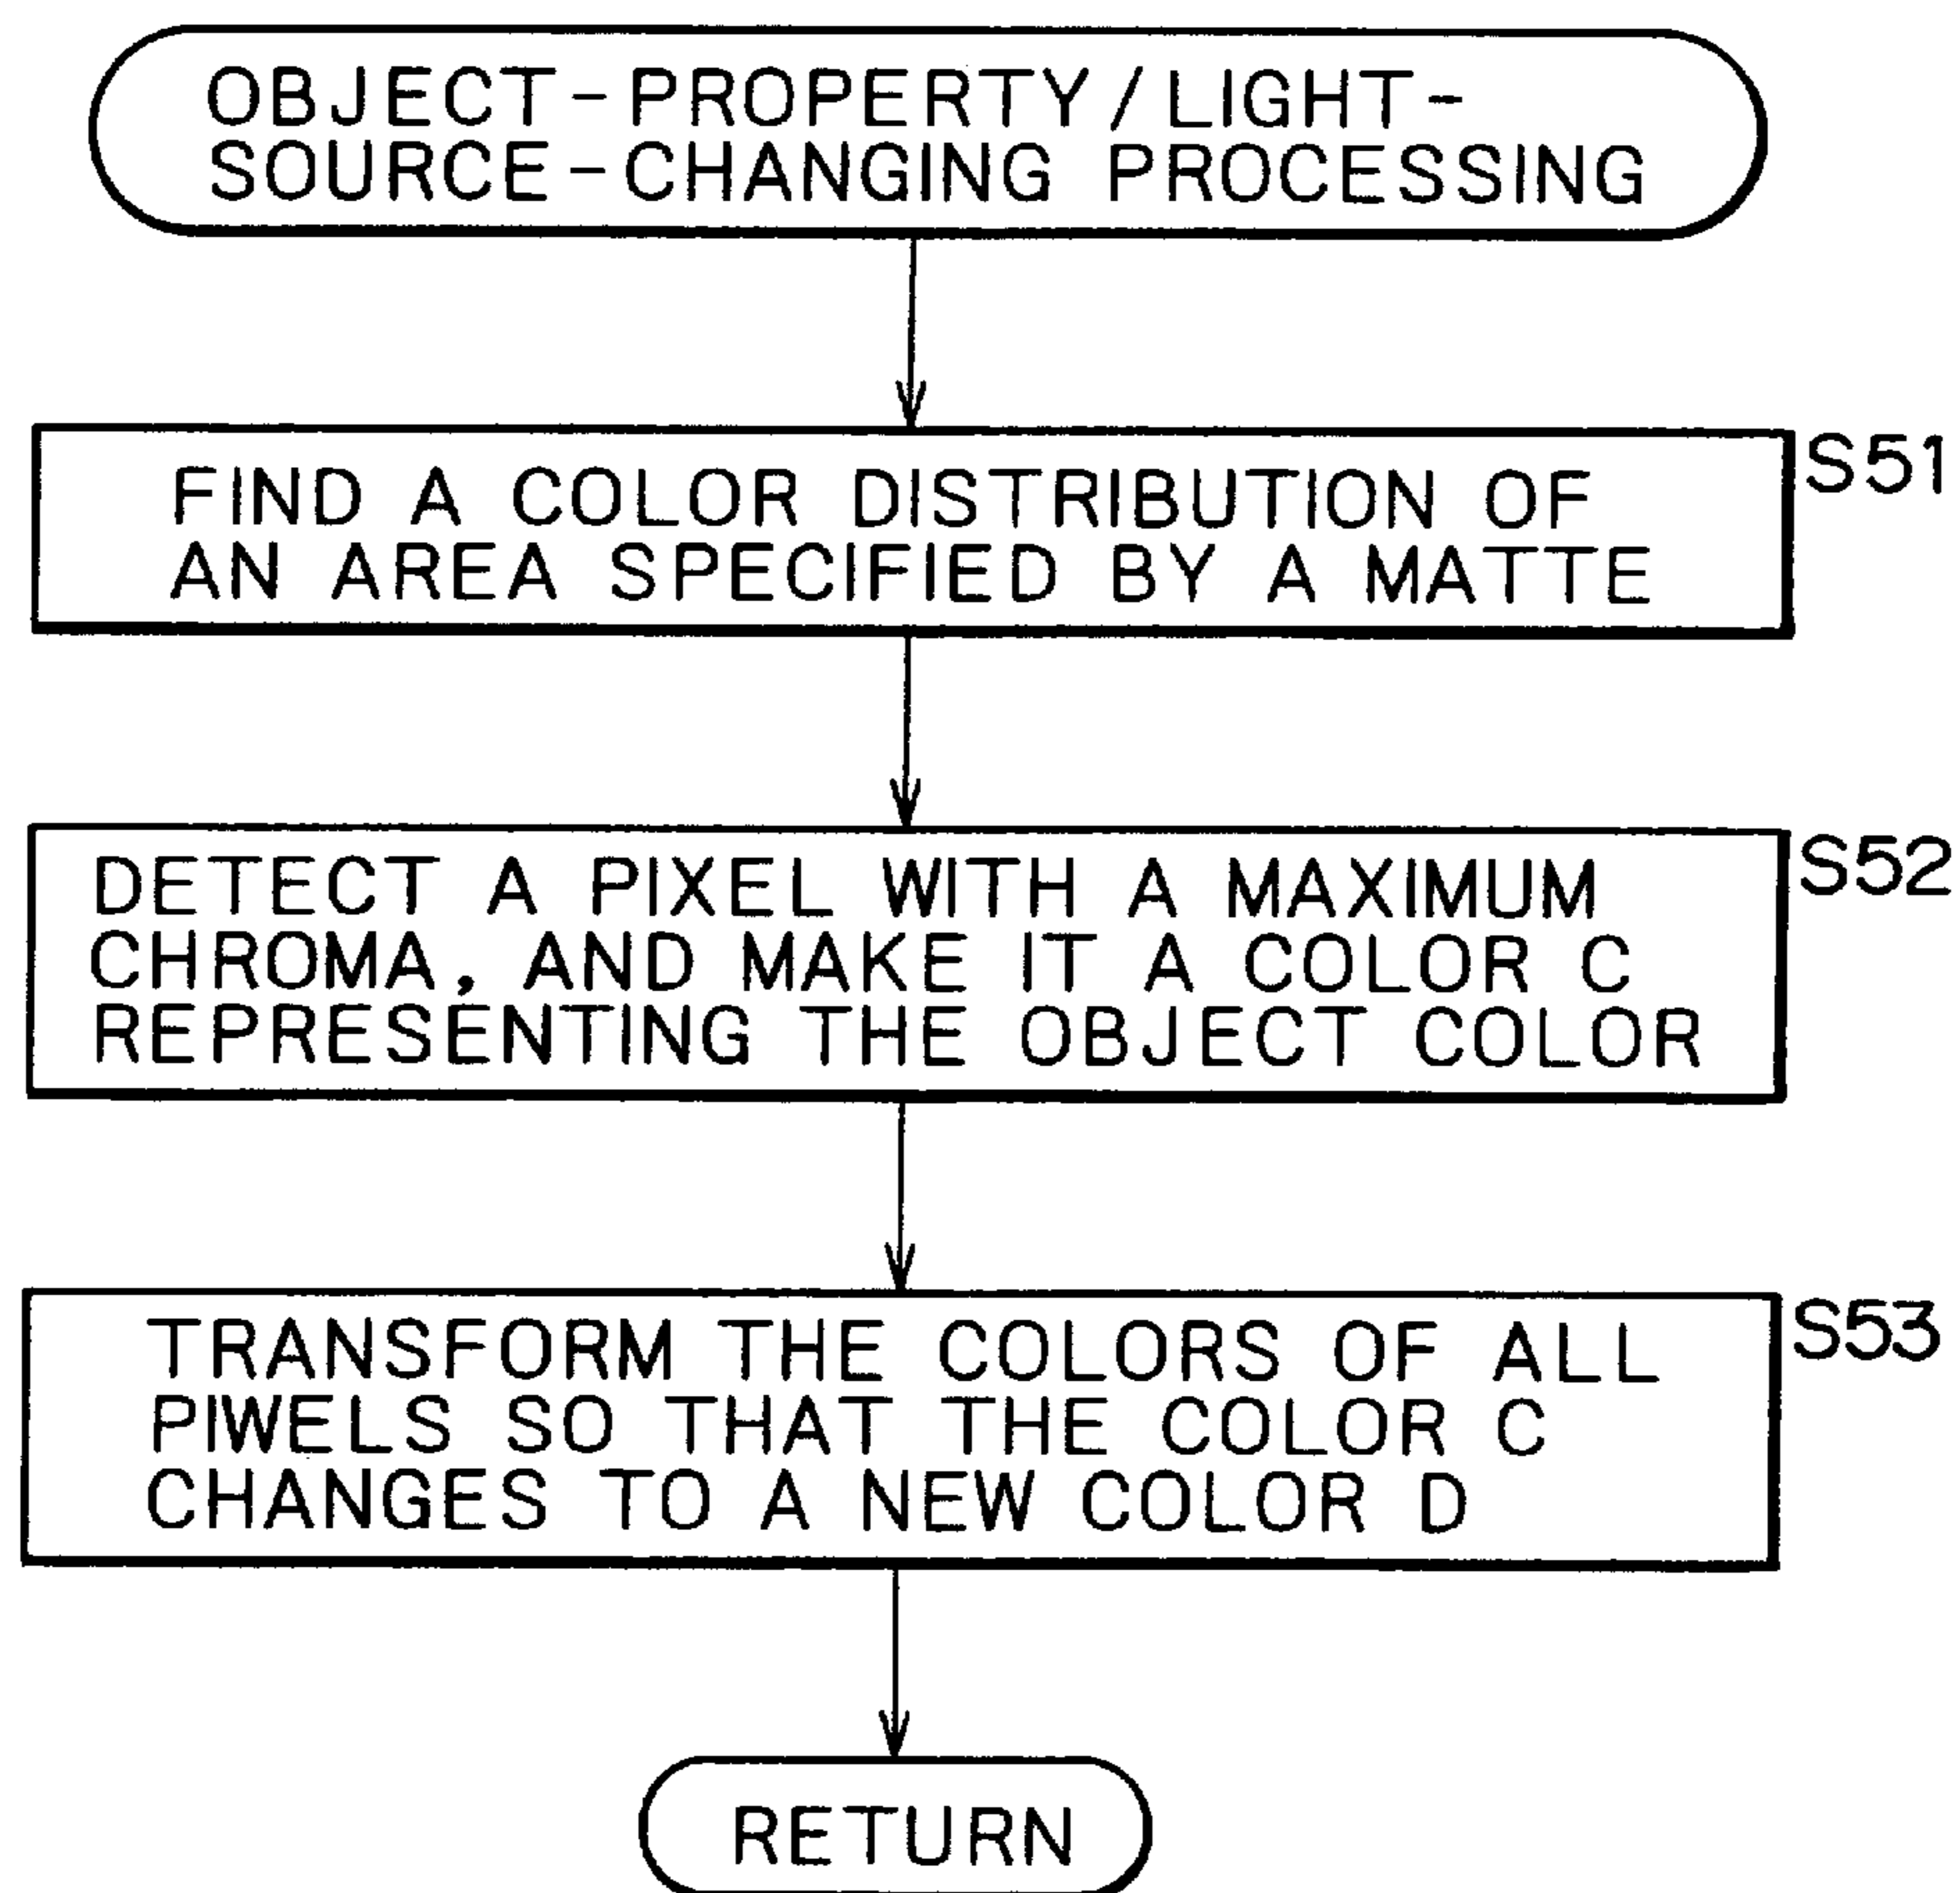 OBJECT-PROPERTY/LIGHT-
SOURCE-CHANGING PROCESSING
S51
FIND A COLOR DISTRIBUTION OF
AN AREA SPECIFIED BY A MATTE
S52
DETECT A PIXEL WITH A MAXIMUM
CHROMA, AND MAKE IT A COLOR C
REPRESENTING THE OBJECT COLOR
S53
TRANSFORM THE COLORS OF ALL
PIWELS SO THAT THE COLOR C
CHANGES TO A NEW COLOR D
RETURN